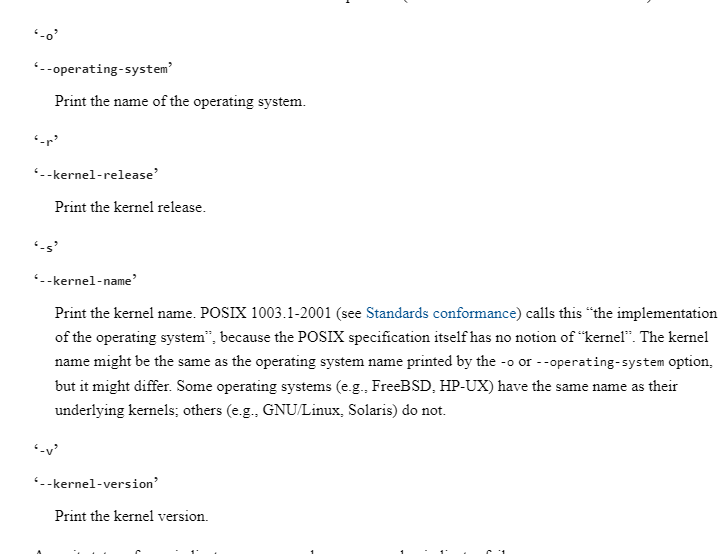 ‘-o’
‘--operating-system’
Print the name of the operating system.
‘-r’
‘--kernel-release’
Print the kernel release.
‘-s’
‘--kernel-name’
Print the kernel name. POSIX 1003.1-2001 (see Standards conformance) calls this “the implementation
of the operating system”, because the POSIX specification itself has no notion of “kernel”. The kernel
name might be the same as the operating system name printed by the -o or --operating-system option,
but it might differ. Some operating systems (e.g., FreeBSD, HP-UX) have the same name as their
underlying kernels; others (e.g., GNU/Linux, Solaris) do not.
‘-v’
‘--kernel-version’
Print the kernel version.